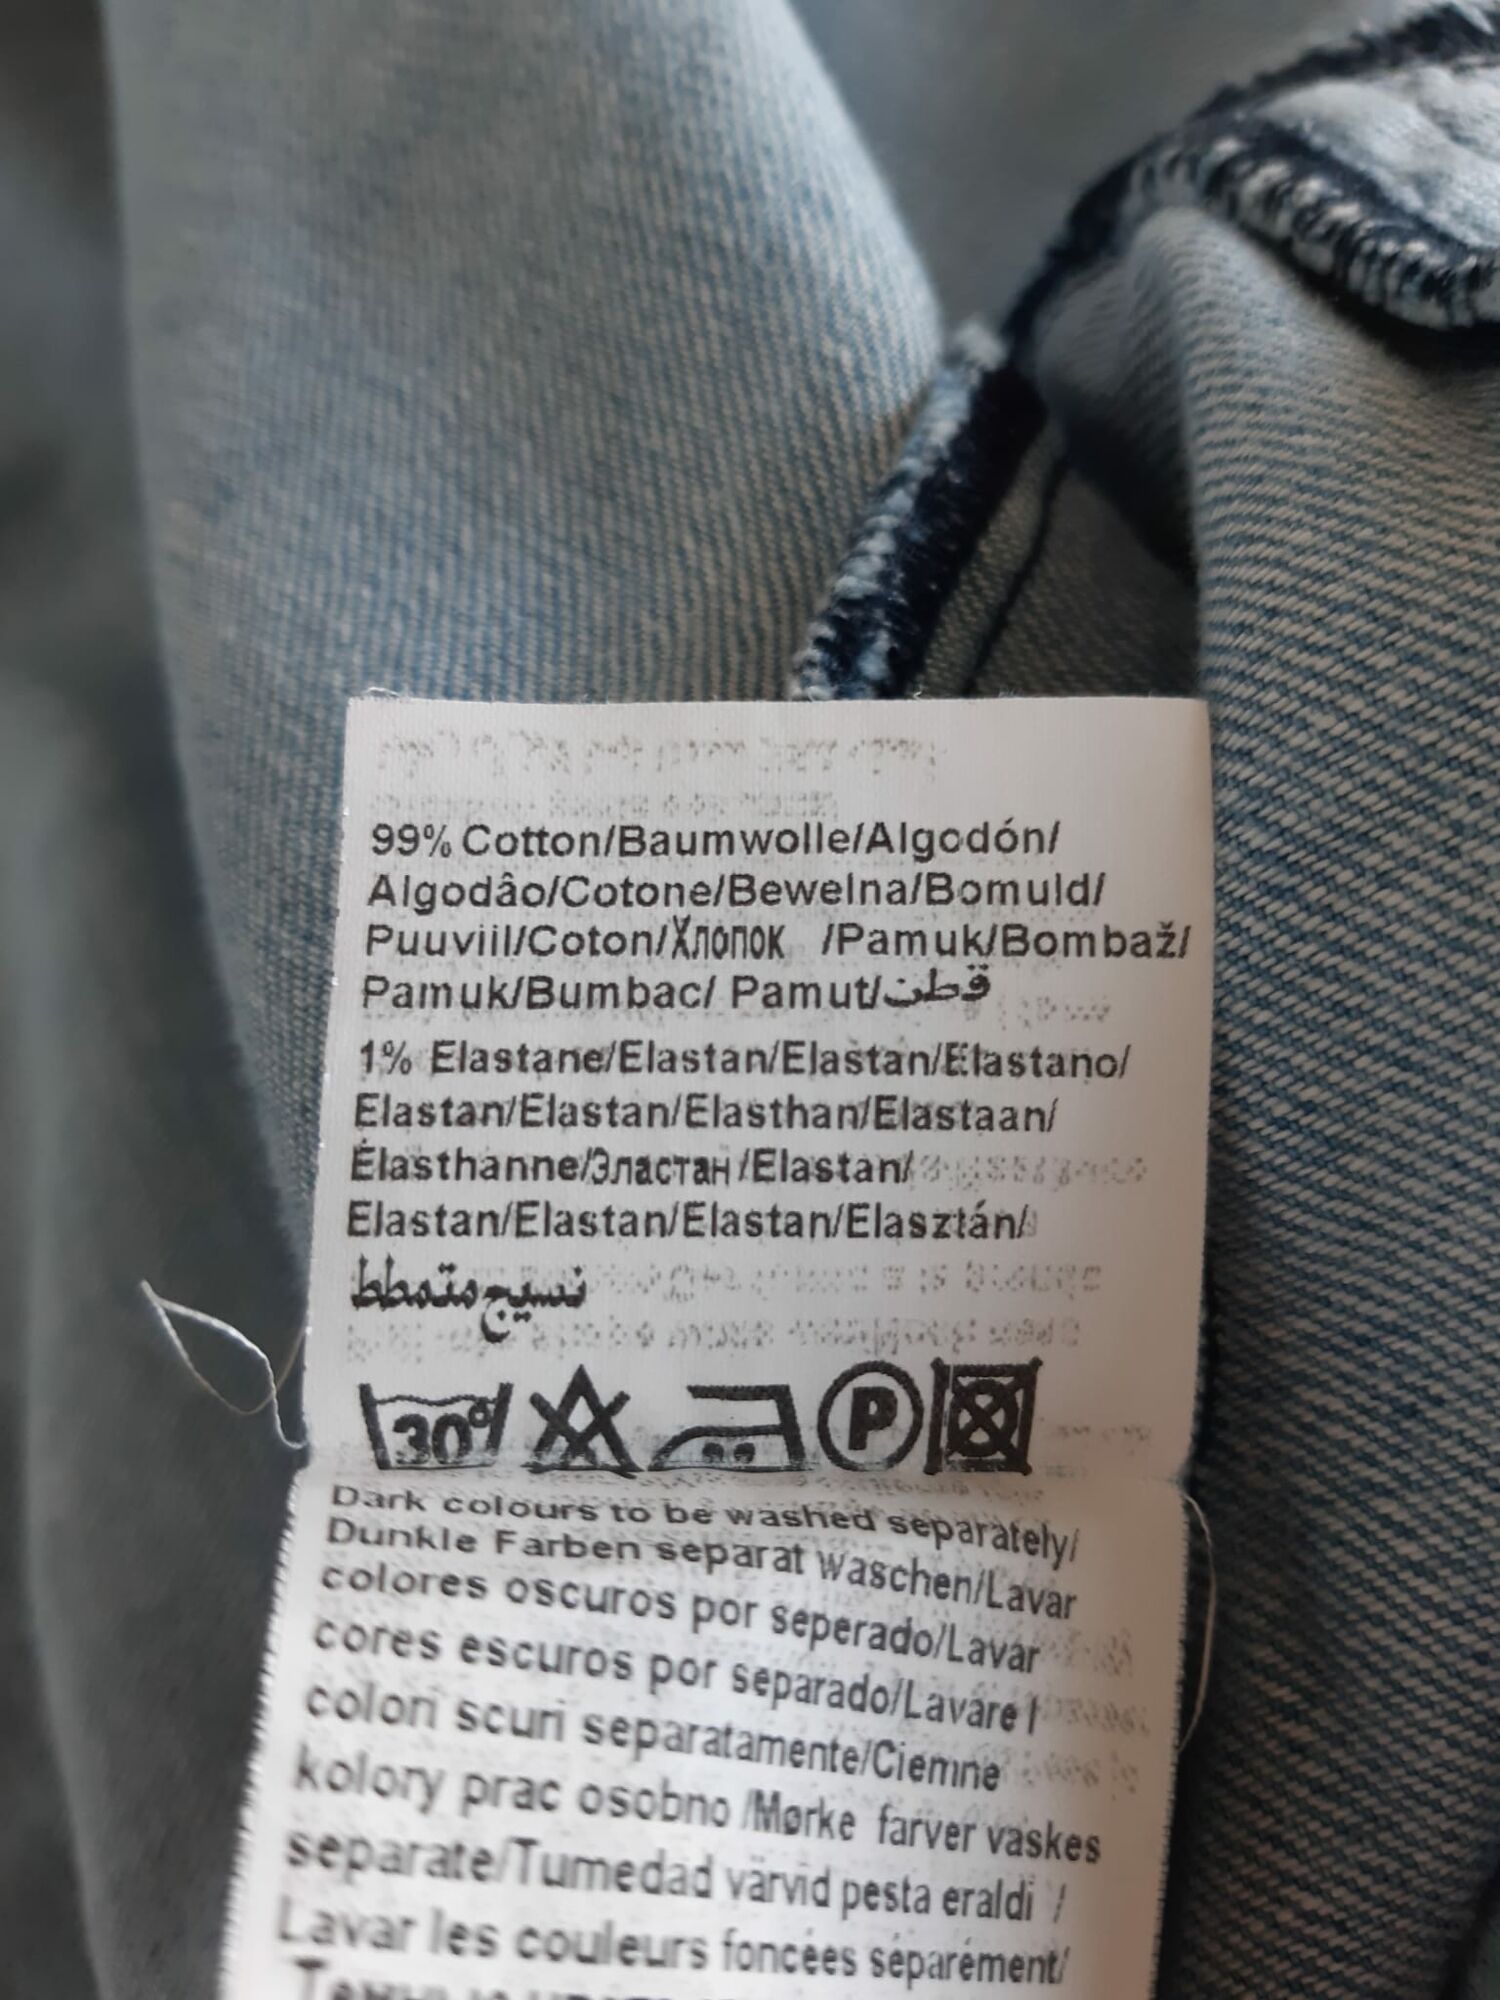 99% Cotton/Baumwolle/Algodón/
Algodâo/Cotone/Bewelna/Bomuld/
Puuviil/Coton/Хлопок /Pamuk/Bombaž/
Pamuk/Bumbac/ Pamut/قطن
1% Elastane/Elastan/Elastan/Elastano/
Elastan/Elastan/Elasthan/Elastaan/
Élasthanne/Эластан /Elastan/
Elastan/Elastan/Elastan/Elasztán/
نسيج متمطط
30°
P
Dark colours to be washed separately/
Dunkle Farben separat waschen/Lavar
colores oscuros por seperado/Lavar
cores escuros por separado/Lavare I
colori scuri separatamente/Ciemne
kolory prac osobno /Mørke farver vaskes
separate/Tumedad värvid pesta eraldi /
Lavar les couleurs foncées séparément/